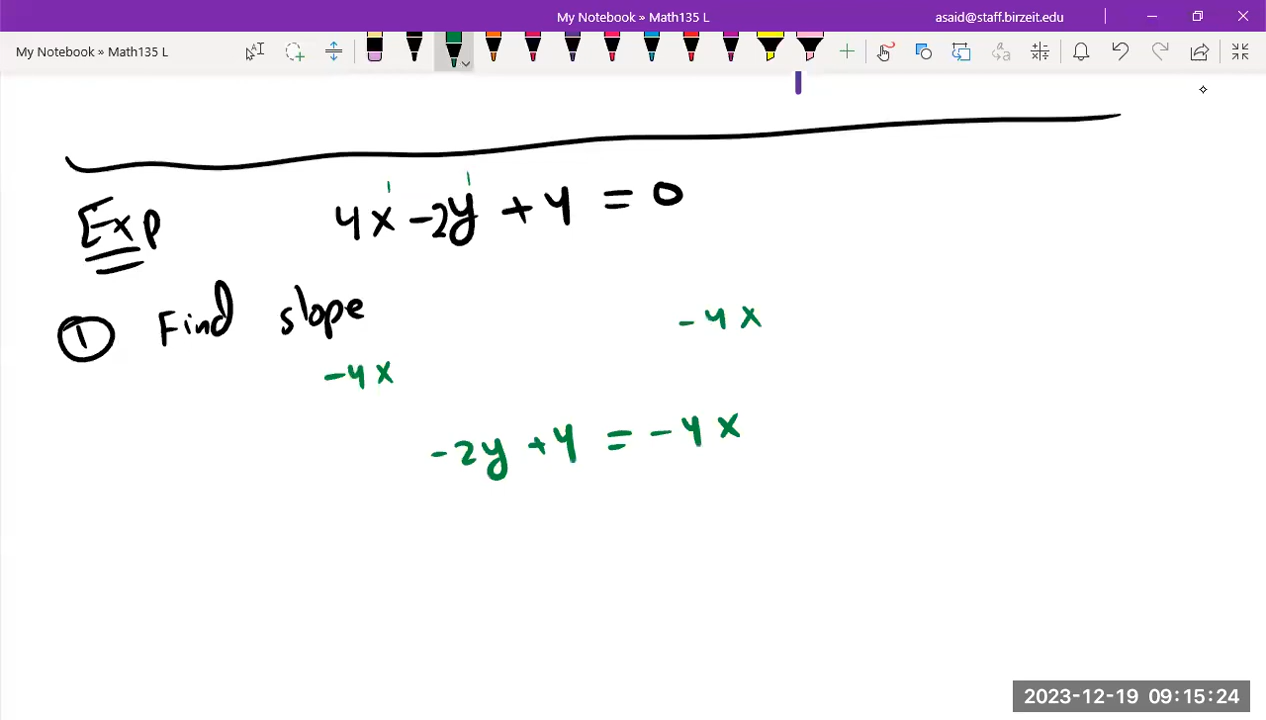 My Notebook » Math135 L
asaid@staff.birzeit.edu
My Notebook » Math135 L
Exp 4x - 2y + 4 = 0
① Find slope
-4x
-4x
-2y + 4 = -4x
2023-12-19 09:15:24